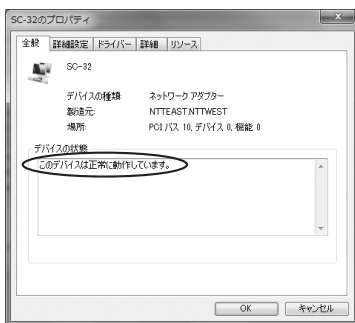 SC-32のプロパティ
全般 詳細設定 ドライバー 詳細 リソース
SC-32
デバイスの種類: ネットワーク アダプター
製造元: NTTEAST.NTTWEST
場所: PCI バス 10、デバイス 0、機能 0
デバイスの状態
このデバイスは正常に動作しています。
OK キャンセル